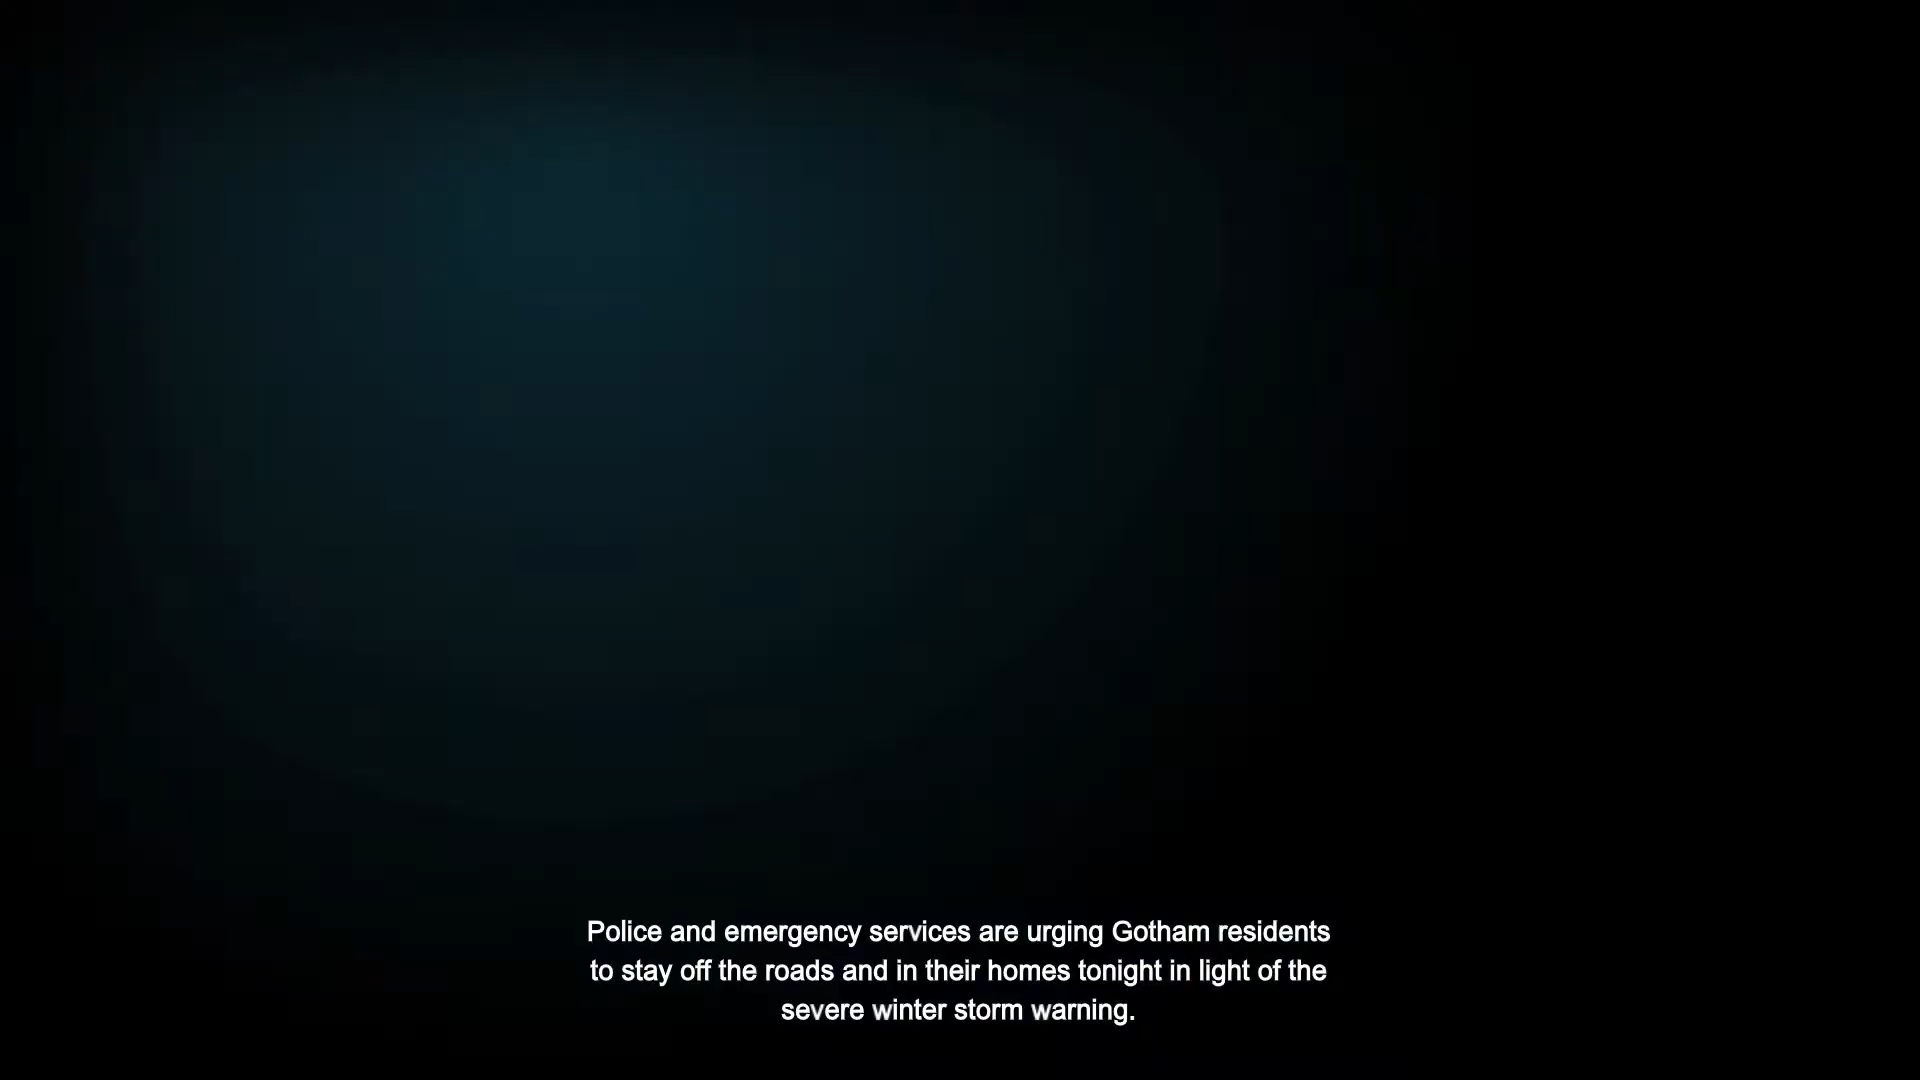 Police and emergency services are urging Gotham residents
to stay off the roads and in their homes tonight in light of the
severe winter storm warning.